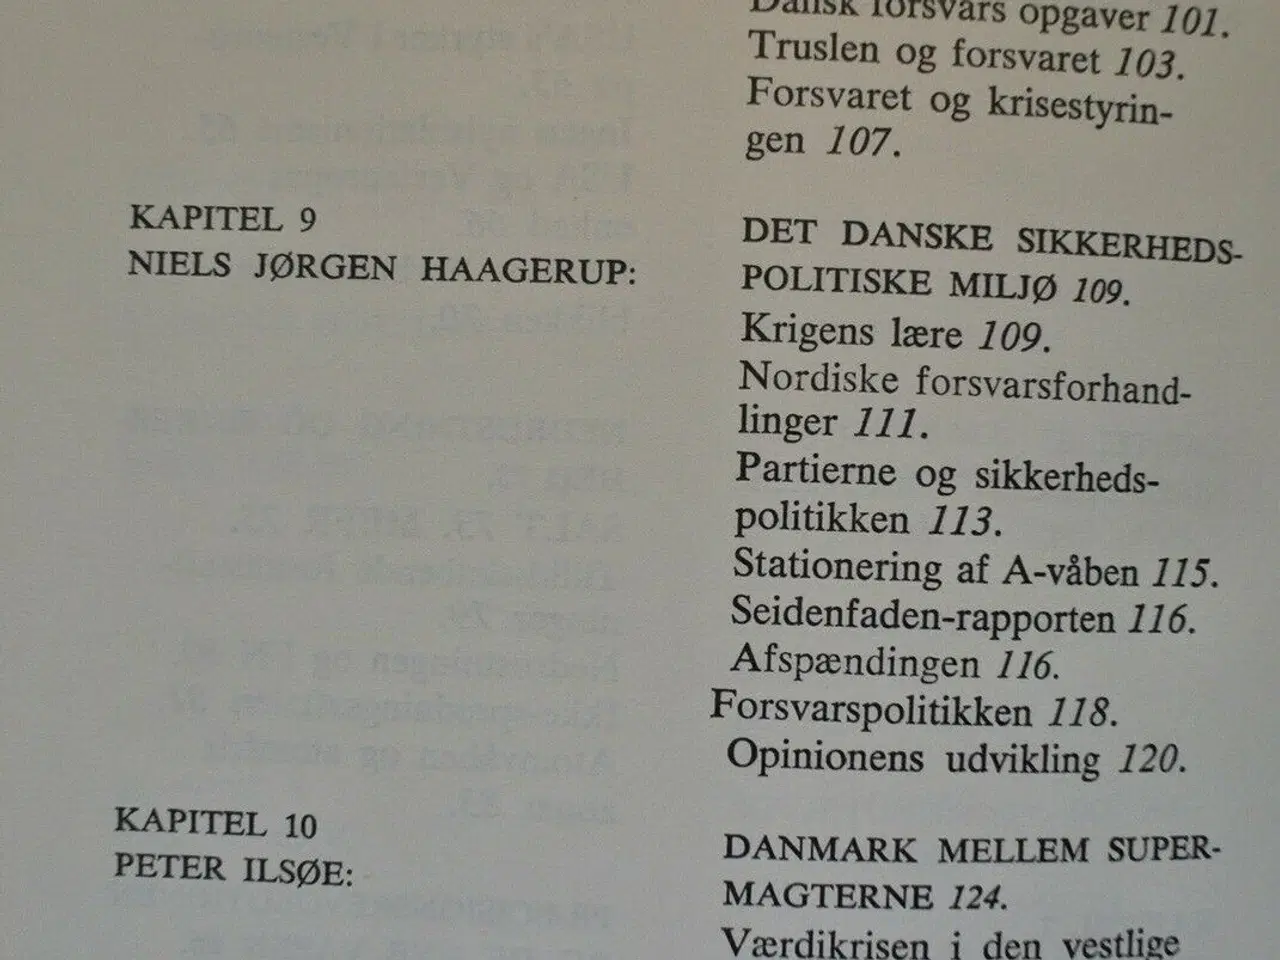 Dansk forsvars opgaver 101.
Truslen og forsvaret 103.
Forsvaret og krisestyrin-
gen 107.
KAPITEL 9
NIELS JØRGEN HAAGERUP:
DET DANSKE SIKKERHEDS-
POLITISKE MILJØ 109.
Krigens lære 109.
Nordiske forsvarsforhand-
linger 111.
Partierne og sikkerheds-
politikken 113.
Stationering af A-våben 115.
Seidenfaden-rapporten 116.
Afspændingen 116.
Forsvarspolitikken 118.
Opinionens udvikling 120.
KAPITEL 10
PETER ILSØE:
DANMARK MELLEM SUPER-
MAGTERNE 124.
Værdikrisen i den vestlige